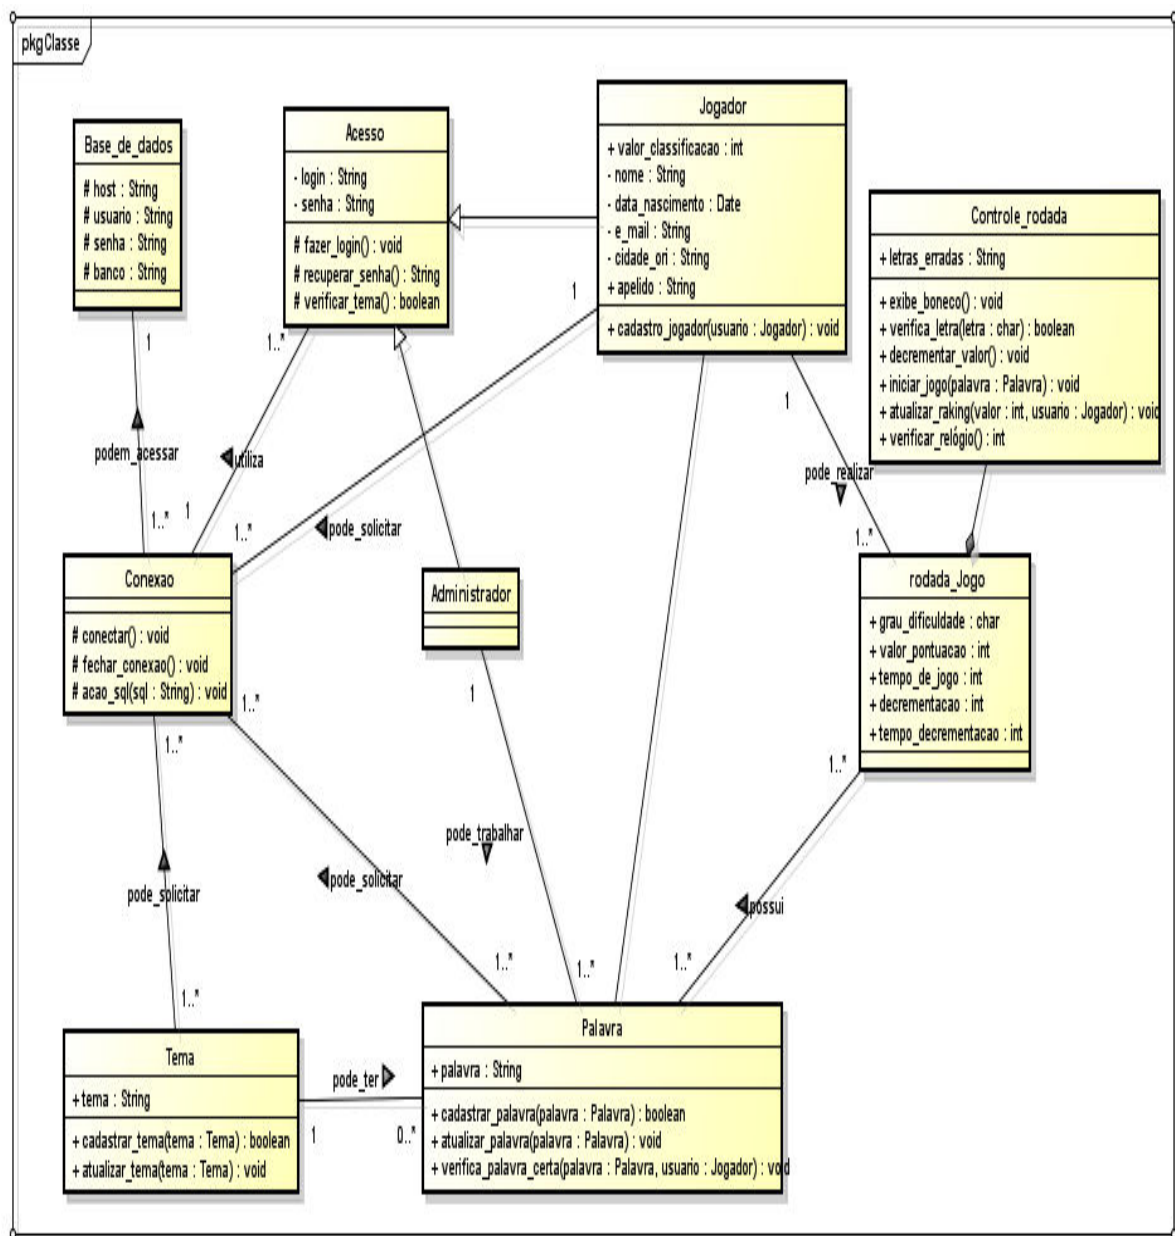 pkgClasse
Base_de_dados
# host : String
# usuario : String
# senha : String
# banco : String
Acesso
- login : String
- senha : String
# fazer_login() : void
# recuperar_senha() : String
# verificar_tema() : boolean
Jogador
+ valor_classificacao : int
- nome : String
- data_nascimento : Date
- e_mail : String
- cidade_ori : String
+ apelido : String
+ cadastro_jogador(usuario : Jogador) : void
Controle_rodada
+ letras_erradas : String
+ exibe_boneco() : void
+ verifica_letra(letra : char) : boolean
+ decrementar_valor() : void
+ iniciar_jogo(palavra : Palavra) : void
+ atualizar_raking(valor : int, usuario : Jogador) : void
+ verificar_relógio() : int
1
1..*
1
1
podem_acessar
utiliza
pode_realizar
1..*
1
1..*
pode_solicitar
1..*
Conexao
# conectar() : void
# fechar_conexao() : void
# acao_sql(sql : String) : void
Administrador
rodada_Jogo
+ grau_dificuldade : char
+ valor_pontuacao : int
+ tempo_de_jogo : int
+ decrementacao : int
+ tempo_decrementacao : int
1
1..*
1..*
1..*
pode_trabalhar
pode_solicitar
pode_solicitar
possui
1..*
1..*
1..*
1..*
Tema
+ tema : String
+ cadastrar_tema(tema : Tema) : boolean
+ atualizar_tema(tema : Tema) : void
pode_ter
1
0..*
Palavra
+ palavra : String
+ cadastrar_palavra(palavra : Palavra) : boolean
+ atualizar_palavra(palavra : Palavra) : void
+ verifica_palavra_certa(palavra : Palavra, usuario : Jogador) : void